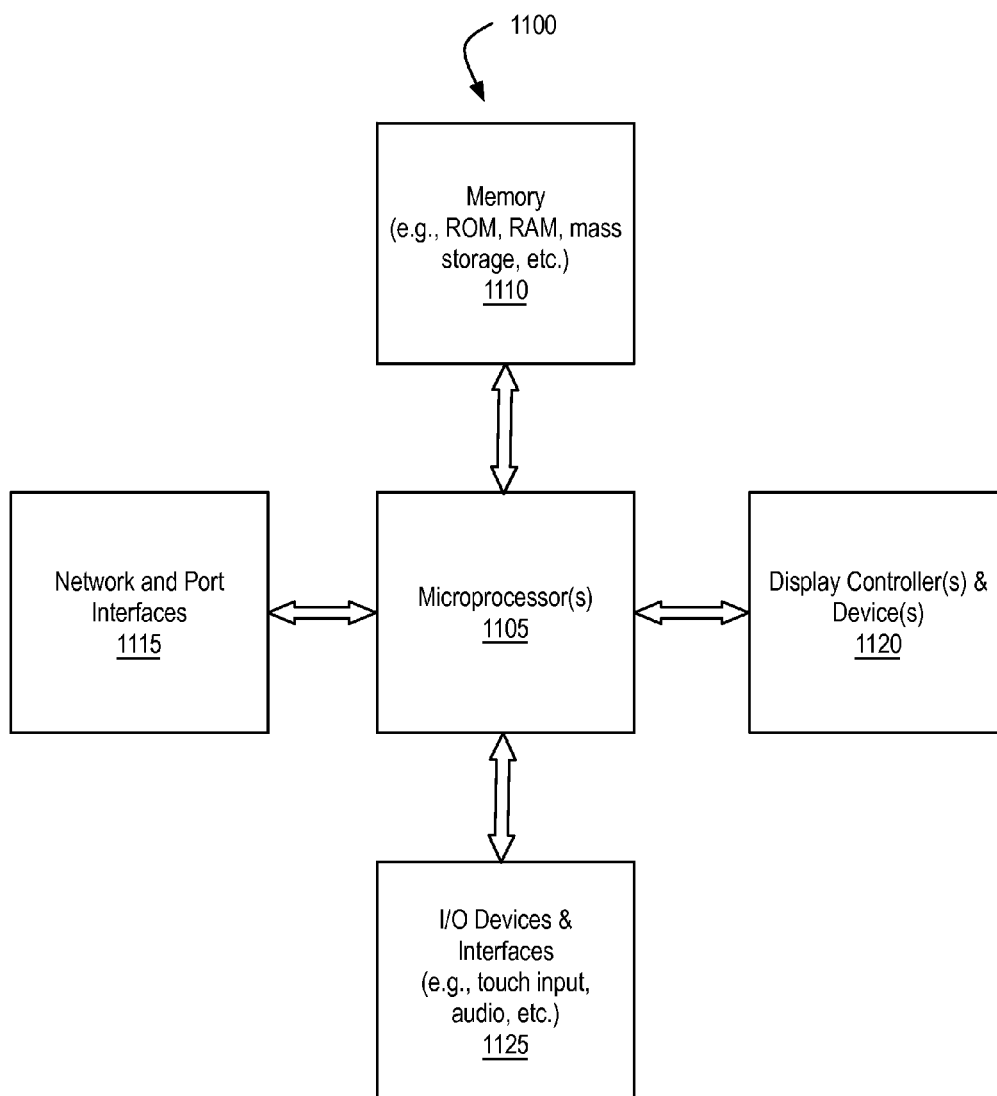 1100
Memory
(e.g., ROM, RAM, mass
storage, etc.)
1110
Network and Port
Interfaces
1115
Microprocessor(s)
1105
Display Controller(s) &
Device(s)
1120
I/O Devices &
Interfaces
(e.g., touch input,
audio, etc.)
1125